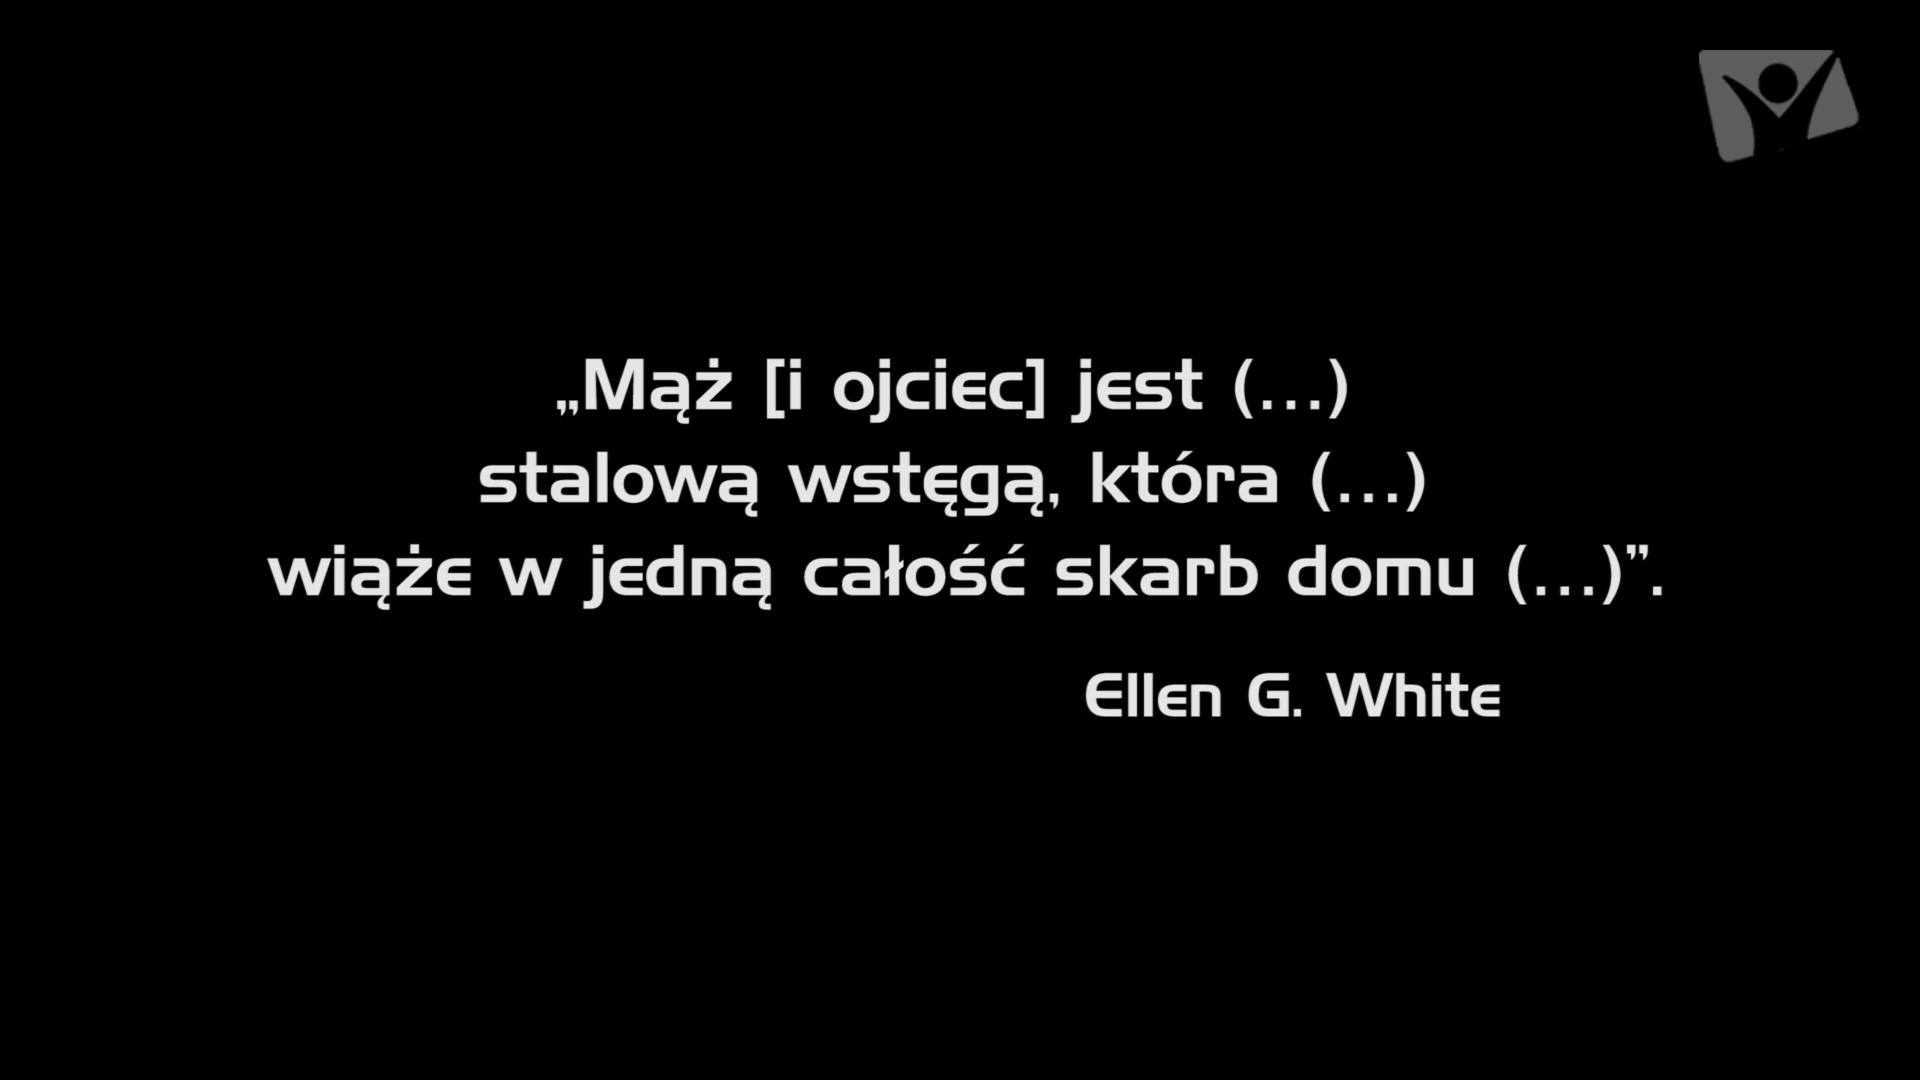 „Mąż [i ojciec] jest (...)
stalową wstęgą, która (...)
wiąże w jedną całość skarb domu (...)”.
Ellen G. White